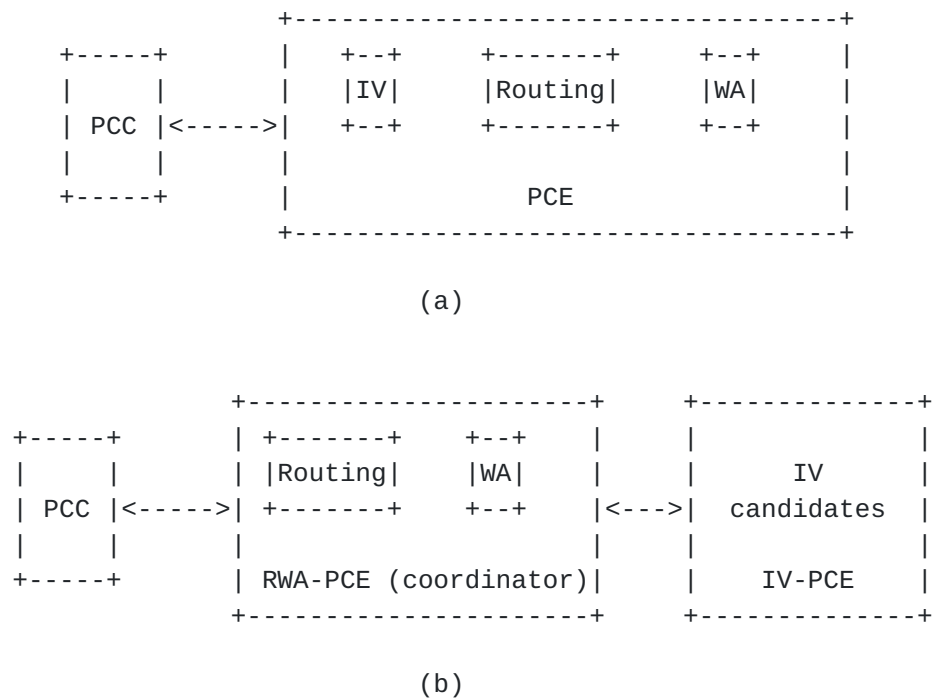 +-----------------------------------+
+-----+ | +--+ +-------+ +--+ |
| | | |IV| |Routing| |WA| |
| PCC |<----->| +--+ +-------+ +--+ |
| | | |
+-----+ | PCE |
+-----------------------------------+
(a)
+----------------------+ +--------------+
+-----+ | +-------+ +--+ | | |
| | | |Routing| |WA| | | IV |
| PCC |<----->| +-------+ +--+ |<--->| candidates |
| | | | | |
+-----+ | RWA-PCE (coordinator)| | IV-PCE |
+----------------------+ +--------------+
(b)